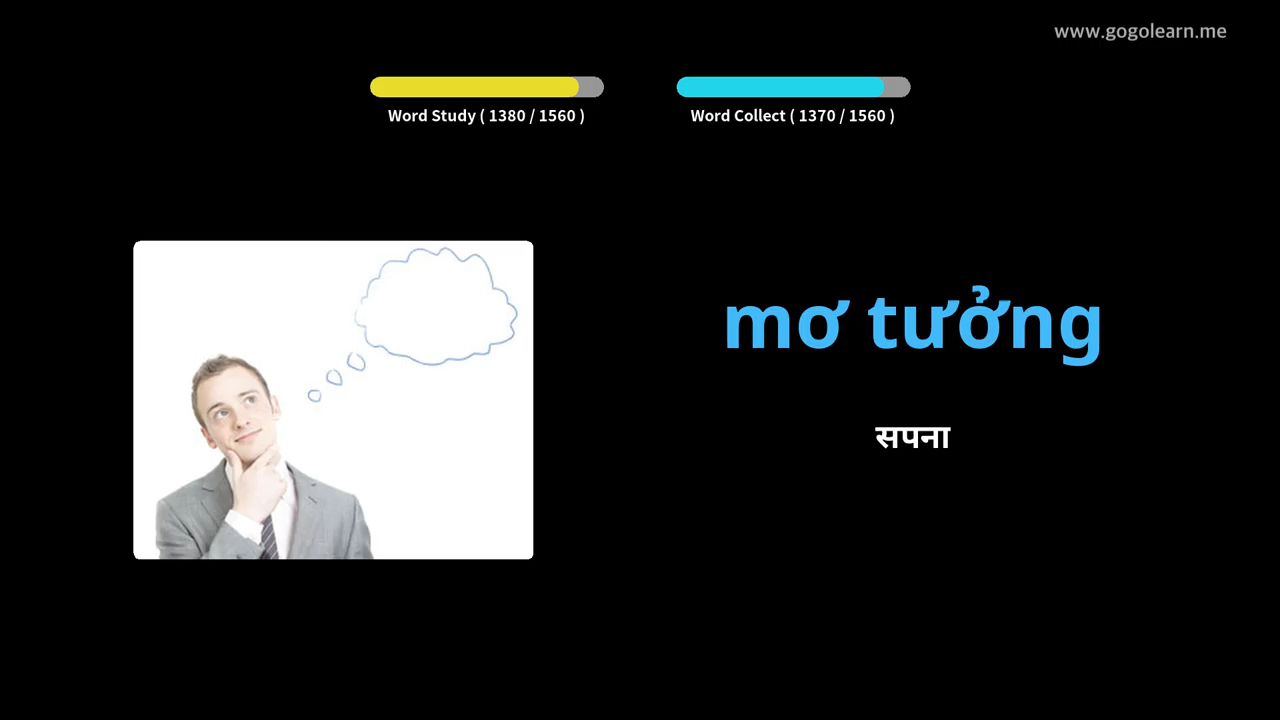 www.gogolearn.me
Word Study ( 1380 / 1560 )
Word Collect ( 1370 / 1560 )
mơ tưởng
सपना